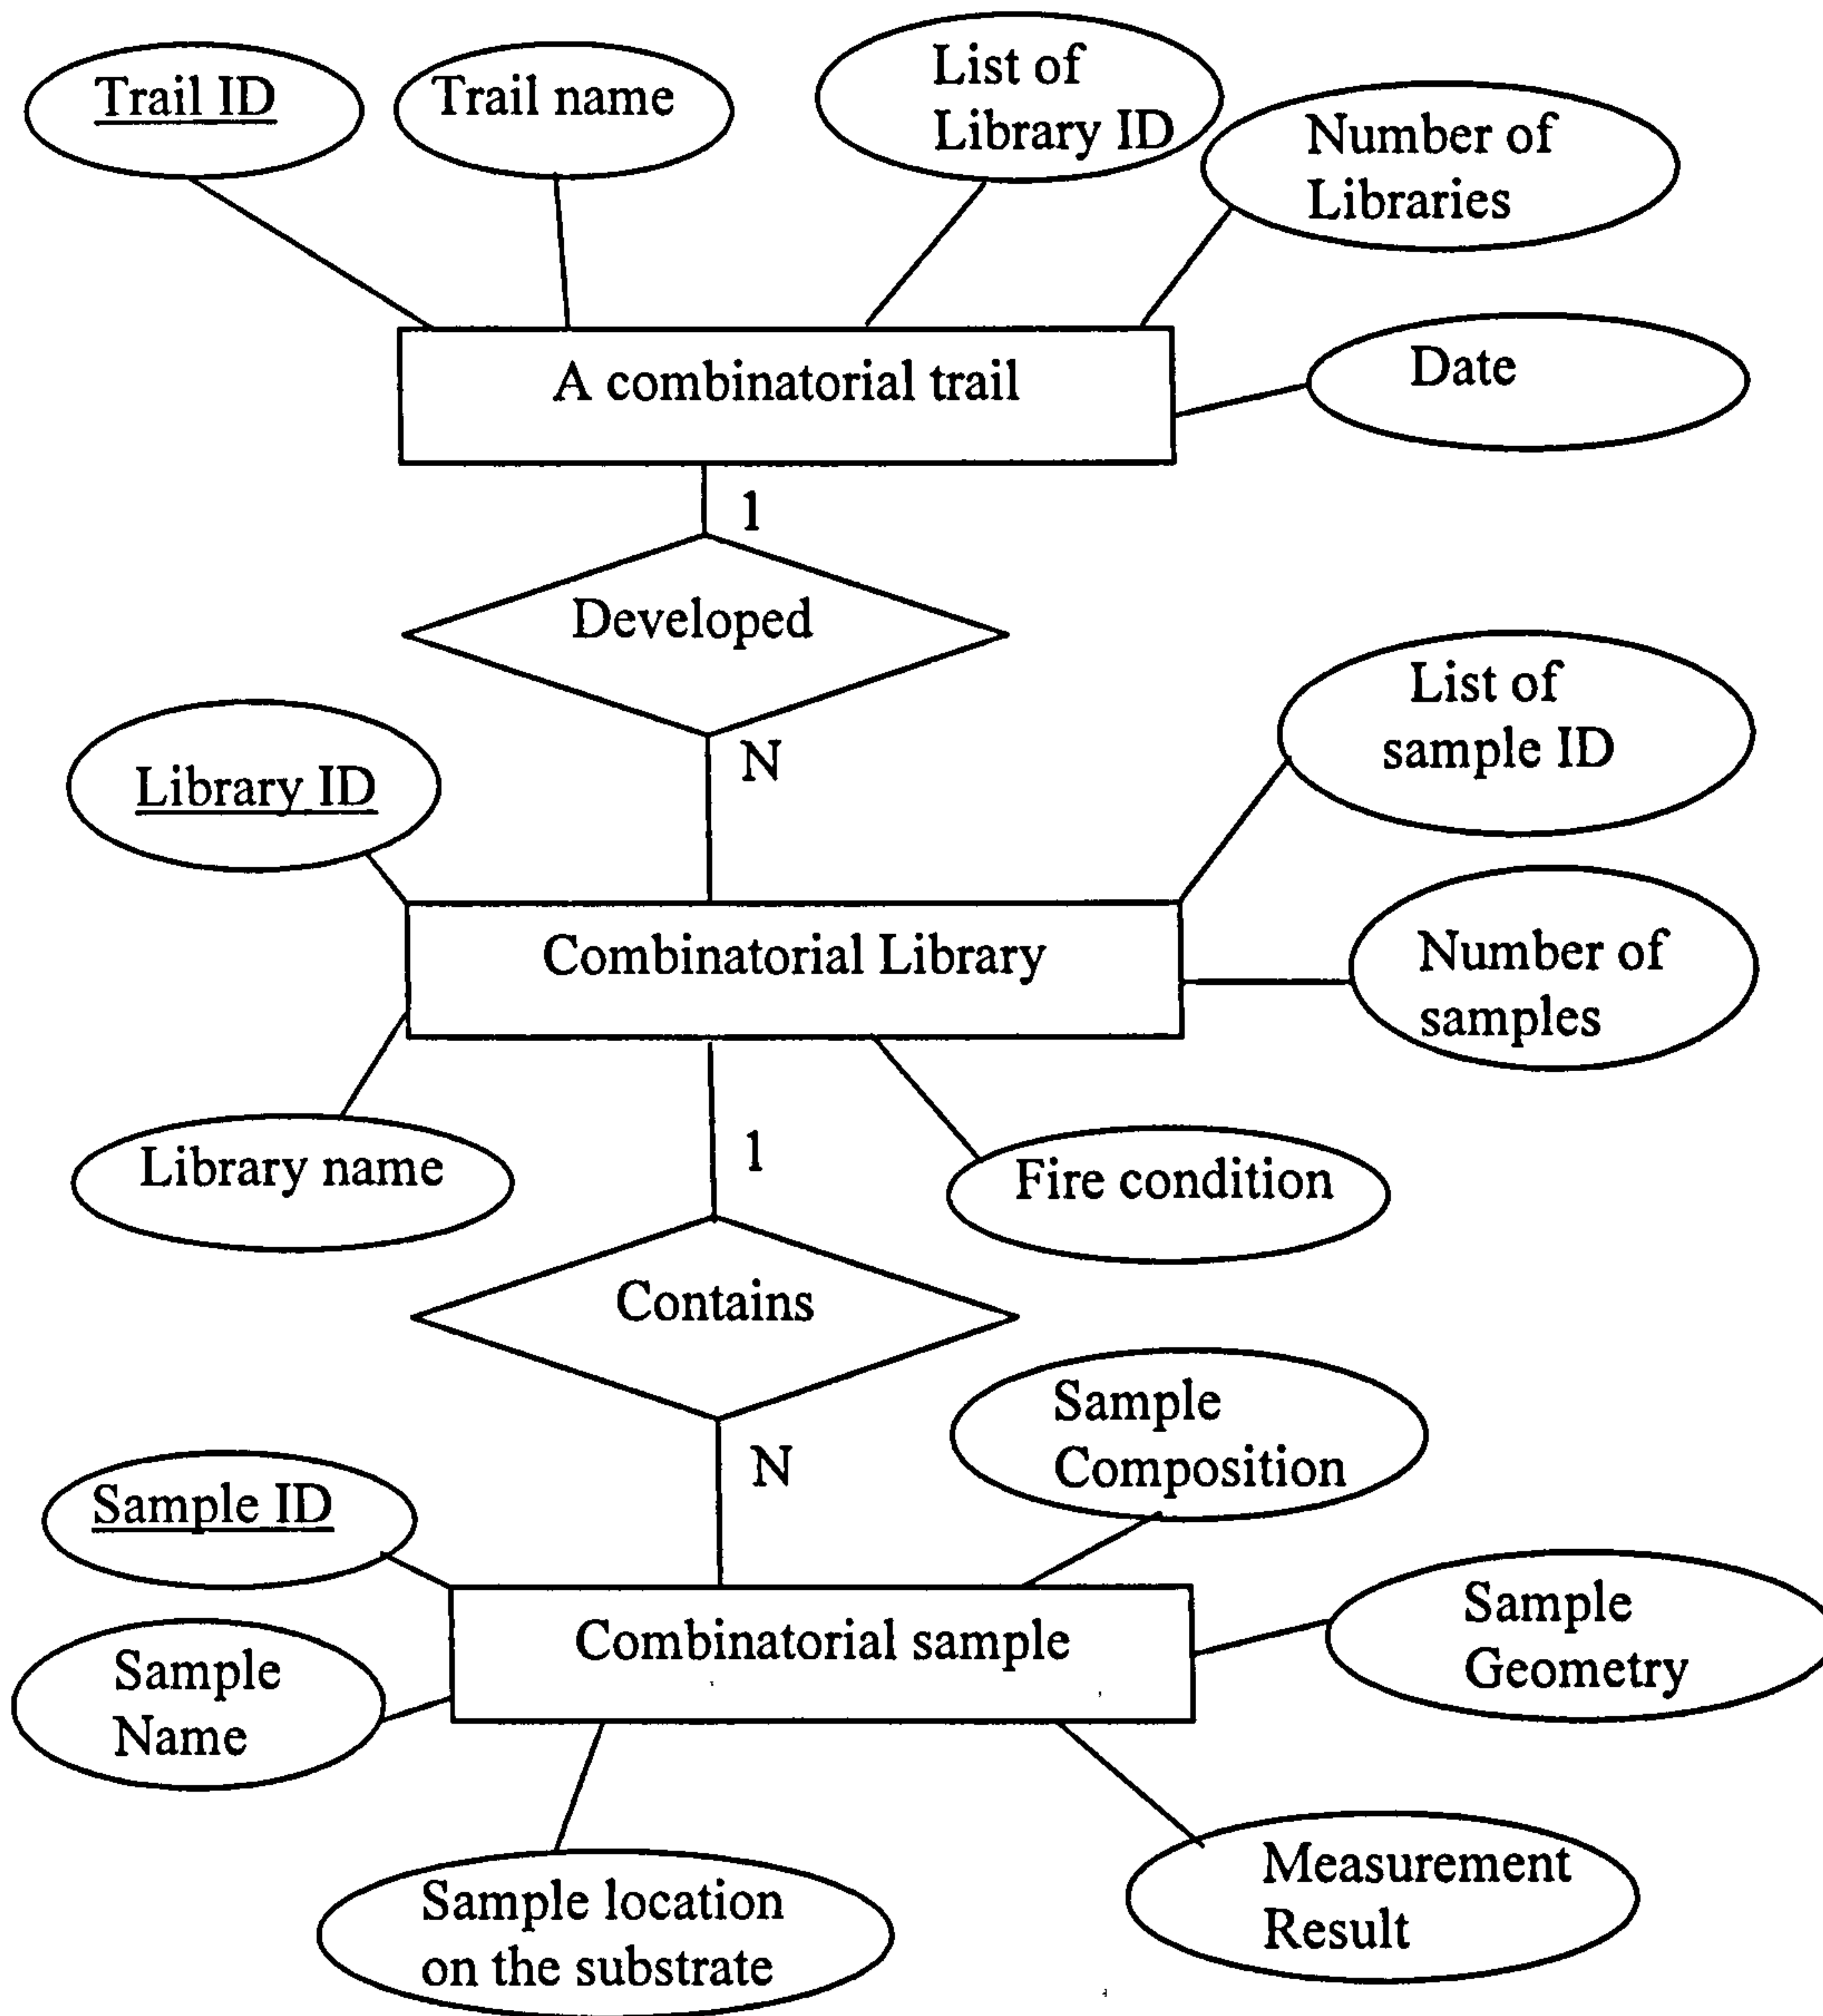 Trail ID
Trail name
List of
Library ID
Number of
Libraries
A combinatorial trail
Date
1
Developed
N
List of
sample ID
Library ID
Combinatorial Library
Number of
samples
Library name
1
Fire condition
Contains
N
Sample
Composition
Sample ID
Combinatorial sample
Sample
Geometry
Sample
Name
Sample location
on the substrate
Measurement
Result